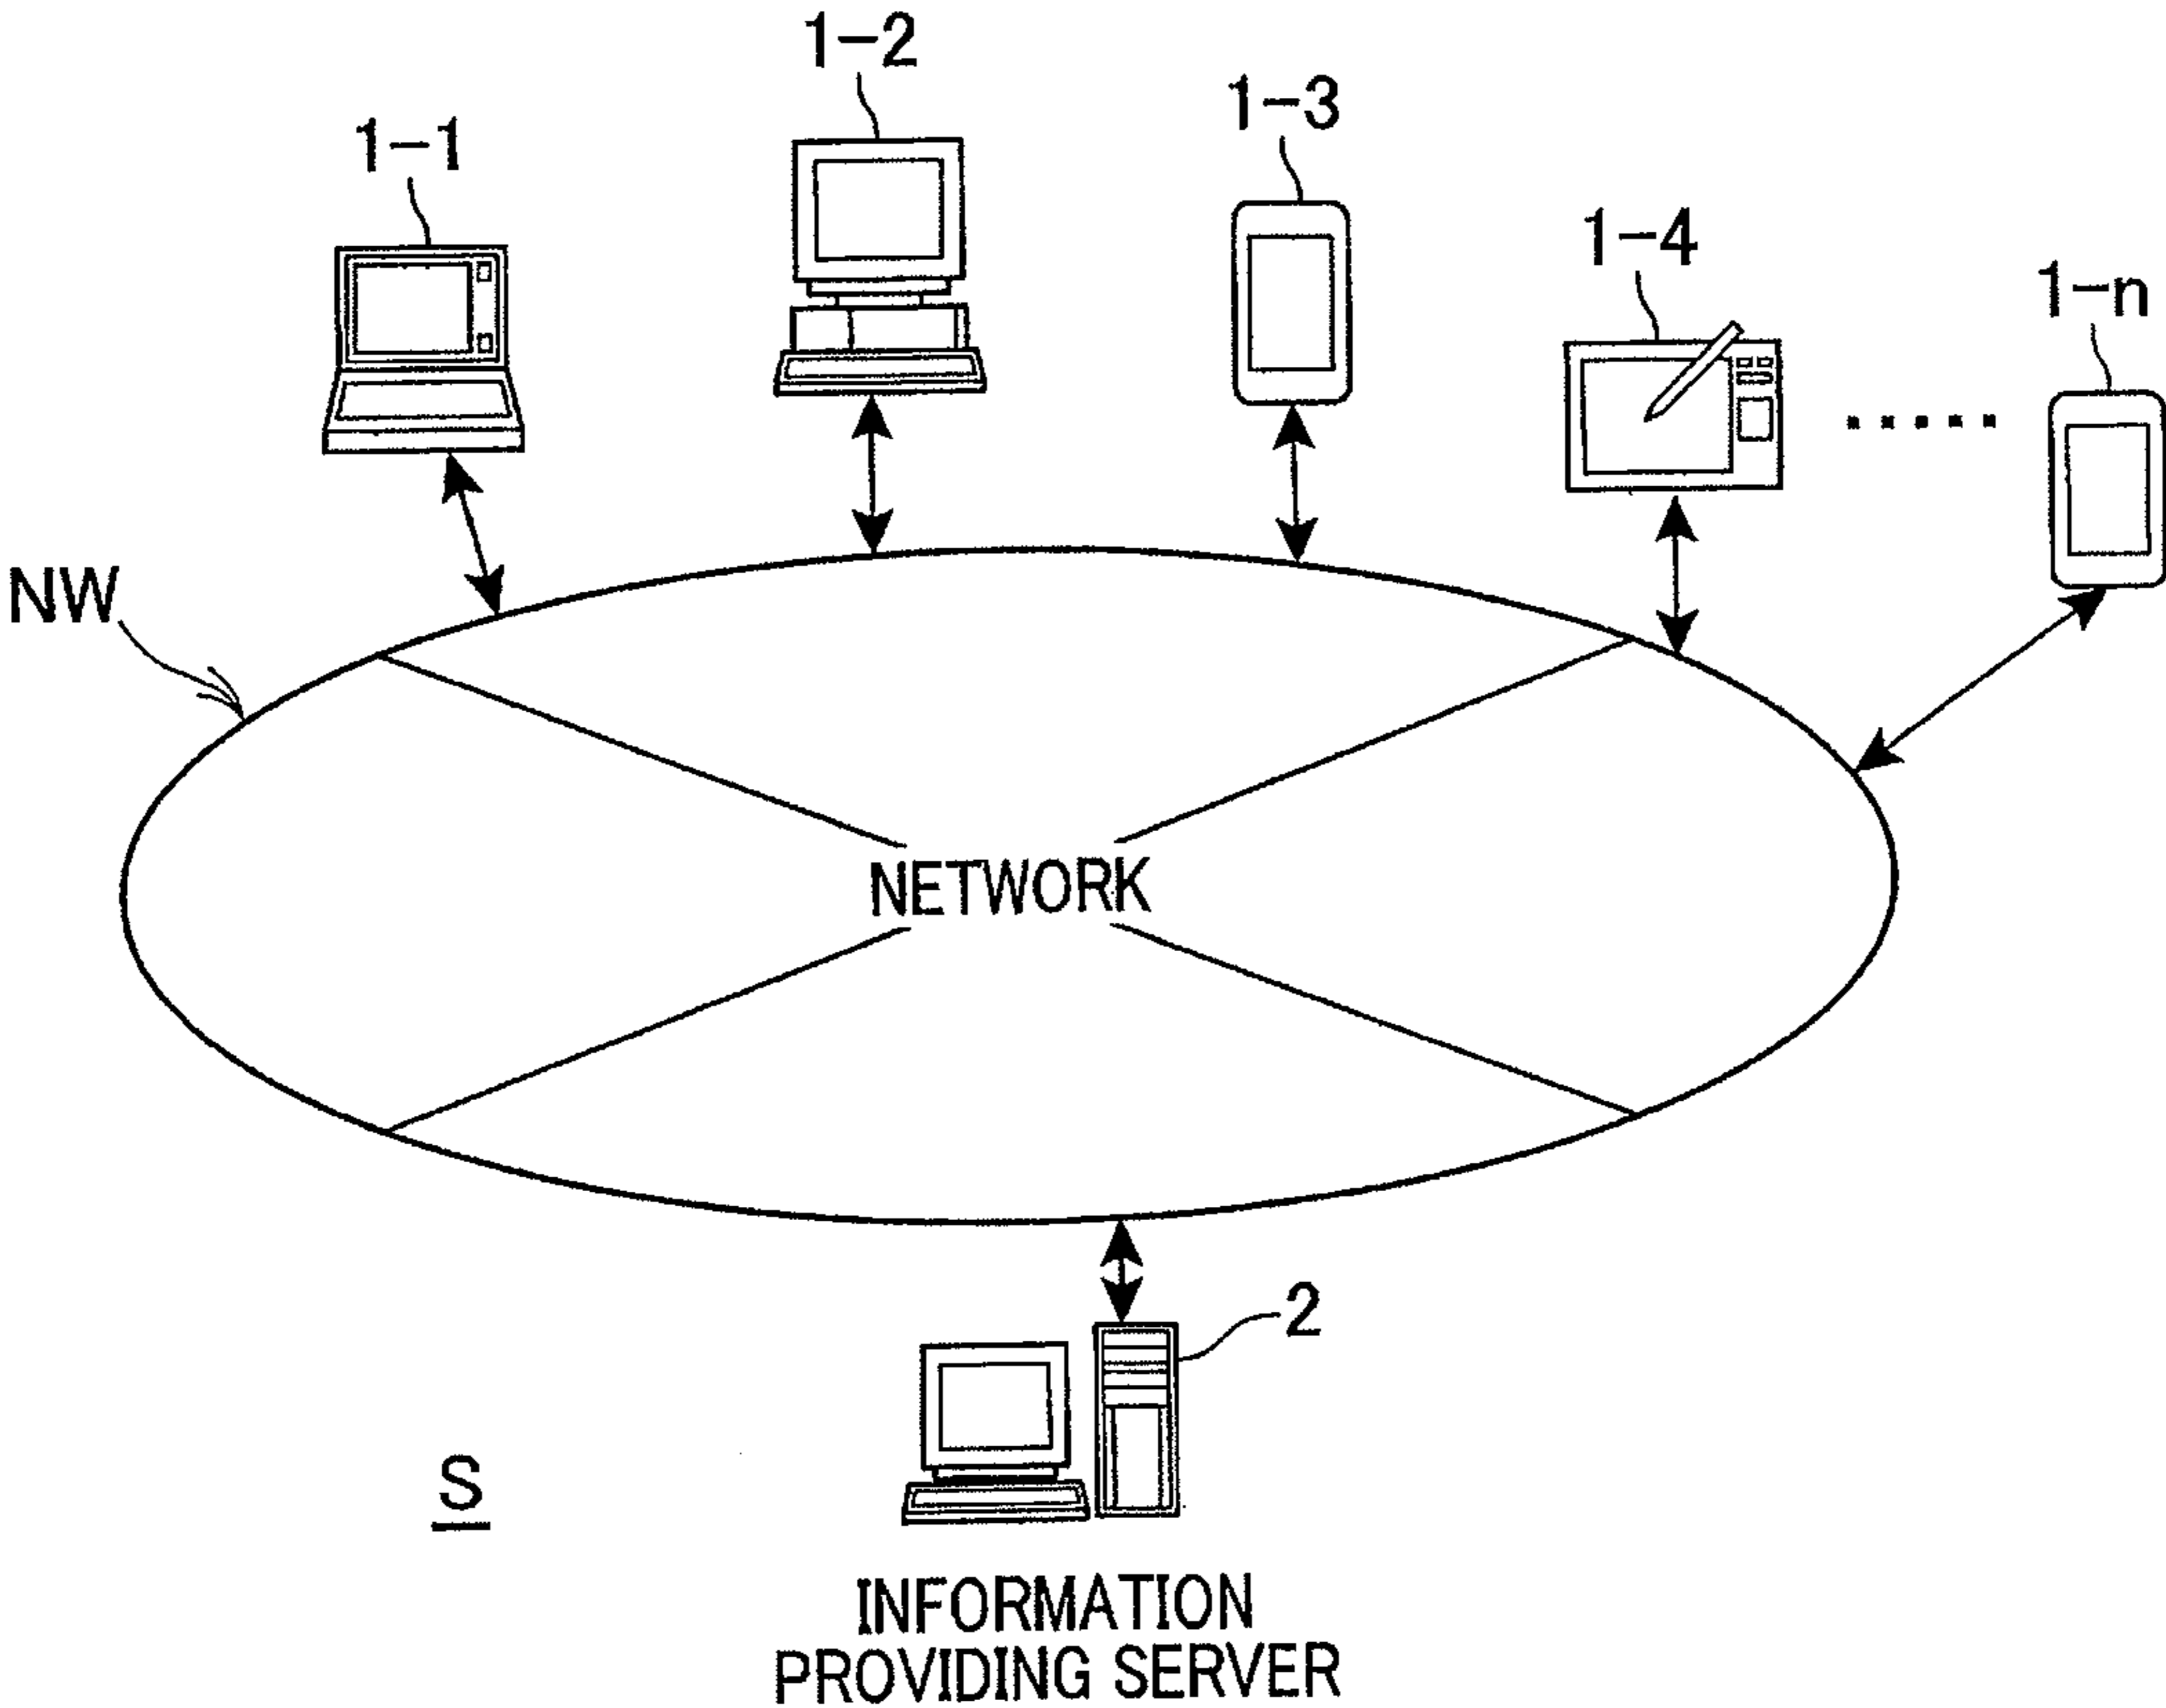 1-2
1-3
1-1
1-4
1-n
NW
NETWORK
2
S
INFORMATION
PROVIDING SERVER